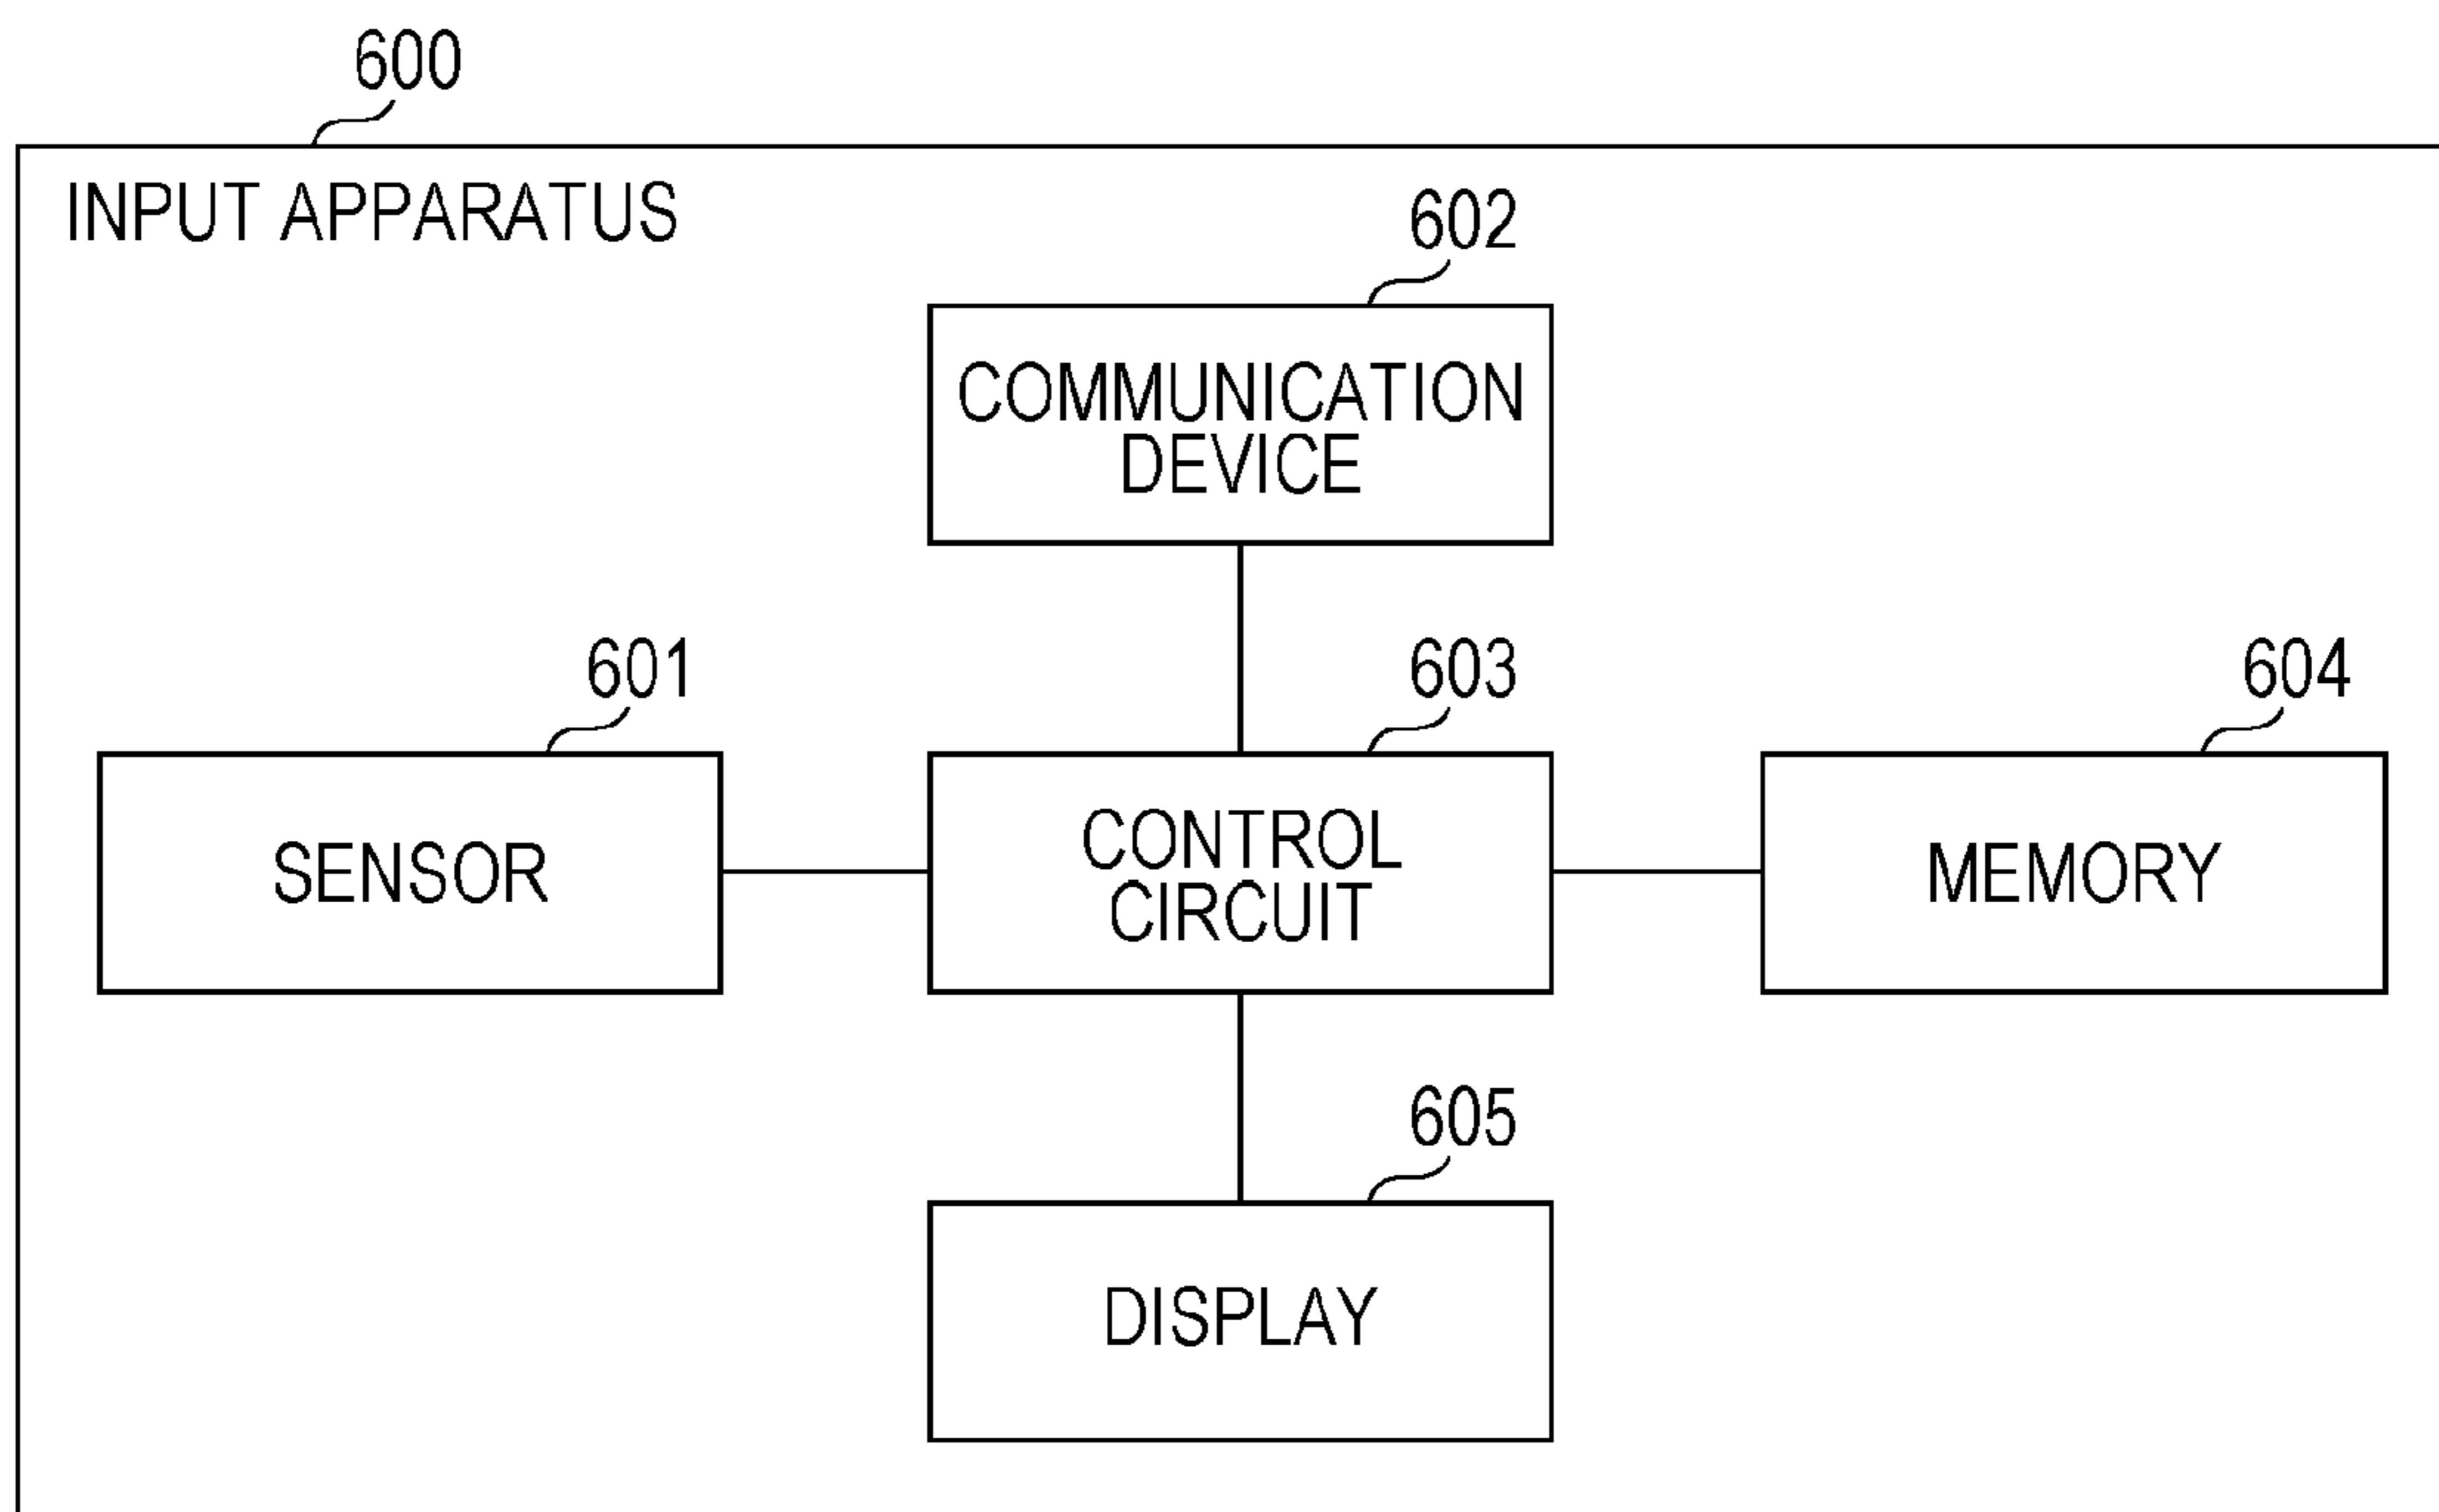 600
INPUT APPARATUS
602
COMMUNICATION
DEVICE
601
603
604
SENSOR
CONTROL
CIRCUIT
MEMORY
605
DISPLAY